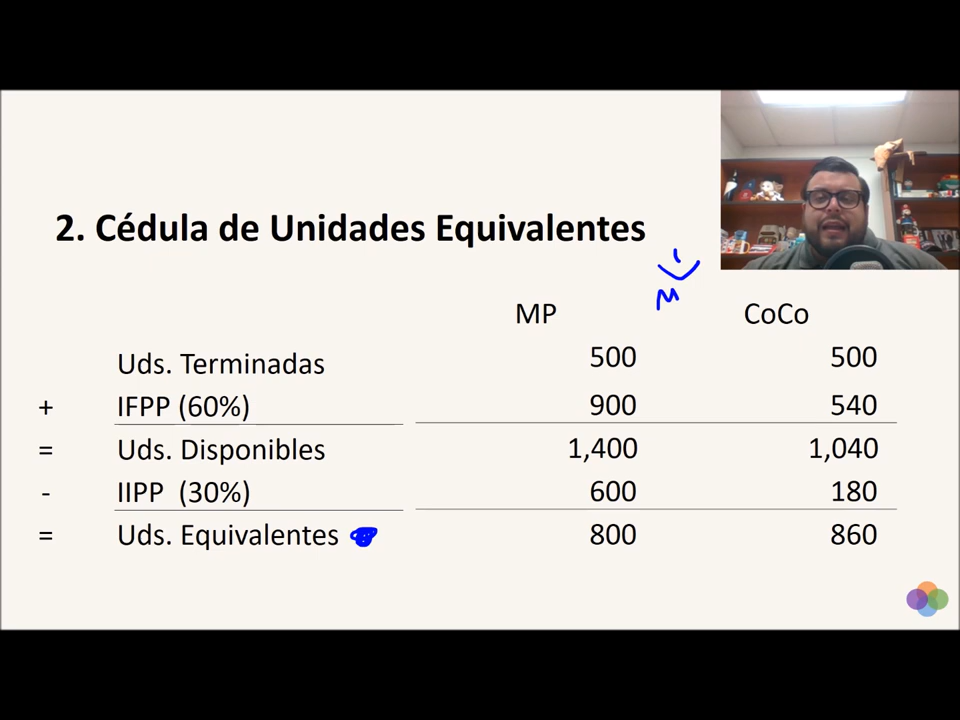 2. Cédula de Unidades Equivalentes
M
MP CoCo
Uds. Terminadas 500 500
+ IFPP (60%) 900 540
= Uds. Disponibles 1,400 1,040
- IIPP (30%) 600 180
= Uds. Equivalentes 800 860